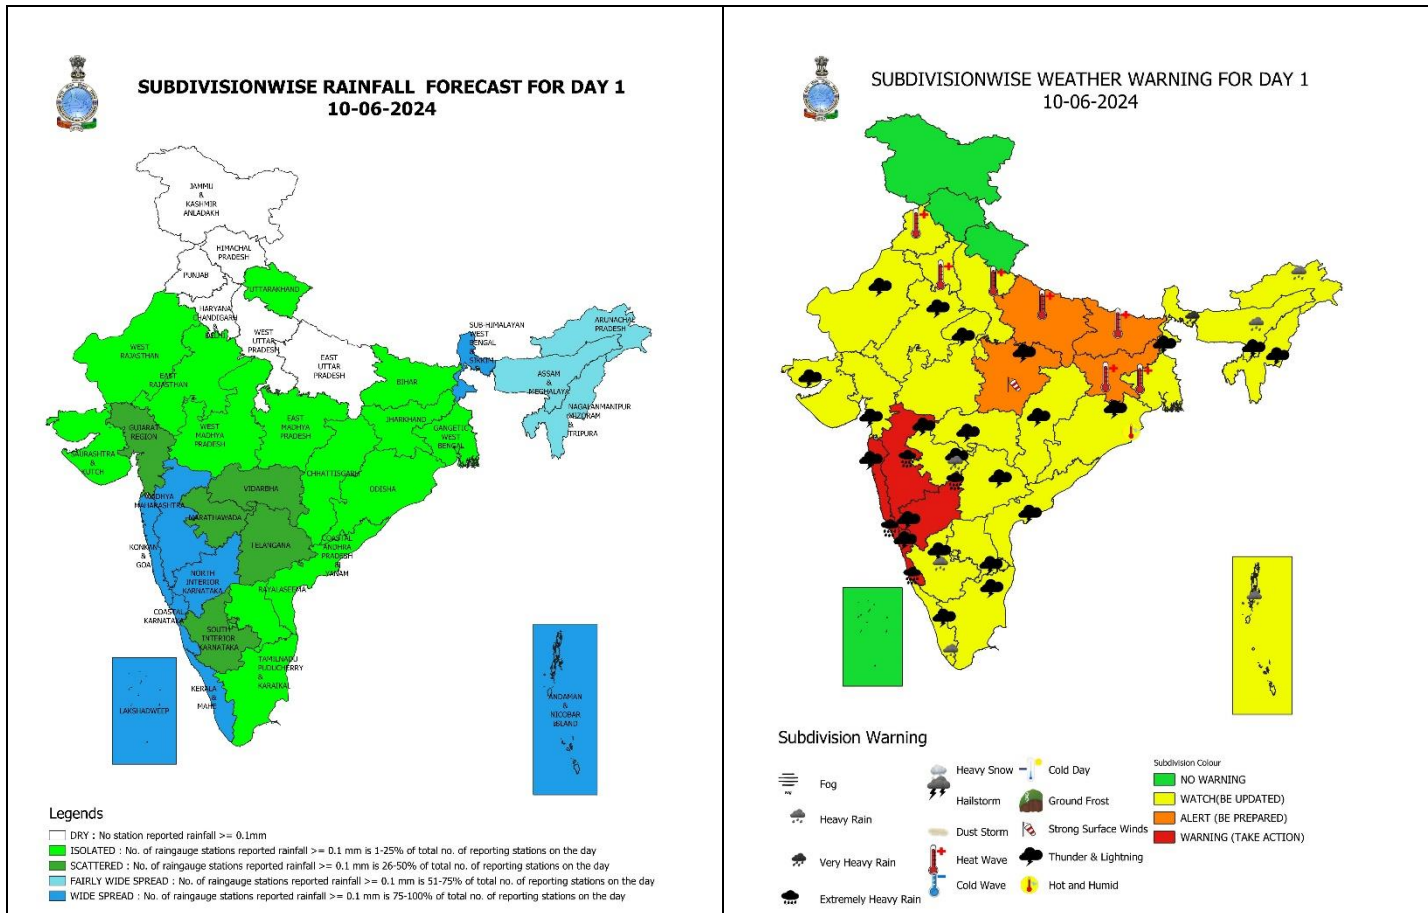 SUBDIVISIONWISE RAINFALL FORECAST FOR DAY 1
10-06-2024
JAMMU
&
KASHMIR
ANLADAKH
HIMACHAL
PRADESH
PUNJAB
UTTARAKHAND
HARYANA
CHANDIGARH
&
DELHI
WEST
UTTAR
PRADESH
EAST
UTTAR
PRADESH
WEST
RAJASTHAN
EAST
RAJASTHAN
SUB-HIMALAYAN
WEST
BENGAL
&
SIKKIM
ARUNACHAL
PRADESH
ASSAM
&
MEGHALAYA
NAGALANMANIPUR
MIZORAM
&
TRIPURA
BIHAR
JHARKHAND
GANGETIC
WEST
BENGAL
GUJARAT
REGION
SAURASHTRA
&
KUTCH
WEST
MADHYA
PRADESH
EAST
MADHYA
PRADESH
CHHATTISGARH
ODISHA
VIDARBHA
MADHYA
MAHARASHTRA
MARATHAWADA
TELANGANA
COASTAL
ANDHRA
PRADESH
&
YANAM
KONKAN
&
GOA
NORTH
INTERIOR
KARNATAKA
RAYALASEEMA
COASTAL
KARNATAKA
SOUTH
INTERIOR
KARNATAKA
TAMILNADU
PUDUCHERRY
&
KARAIKAL
KERALA
&
MAHE
LAKSHADWEEP
ANDAMAN
&
NICOBAR
ISLAND
Legends
DRY : No station reported rainfall >= 0.1mm
ISOLATED : No. of raingauge stations reported rainfall >= 0.1 mm is 1-25% of total no. of reporting stations on the day
SCATTERED : No. of raingauge stations reported rainfall >= 0.1 mm is 26-50% of total no. of reporting stations on the day
FAIRLY WIDE SPREAD : No. of raingauge stations reported rainfall >= 0.1 mm is 51-75% of total no. of reporting stations on the day
WIDE SPREAD : No. of raingauge stations reported rainfall >= 0.1 mm is 75-100% of total no. of reporting stations on the day
SUBDIVISIONWISE WEATHER WARNING FOR DAY 1
10-06-2024
Subdivision Warning
Fog
Heavy Rain
Very Heavy Rain
Extremely Heavy Rain
Heavy Snow
Hailstorm
Dust Storm
Heat Wave
Cold Wave
Cold Day
Ground Frost
Strong Surface Winds
Thunder & Lightning
Hot and Humid
Subdivision Colour
NO WARNING
WATCH(BE UPDATED)
ALERT (BE PREPARED)
WARNING (TAKE ACTION)